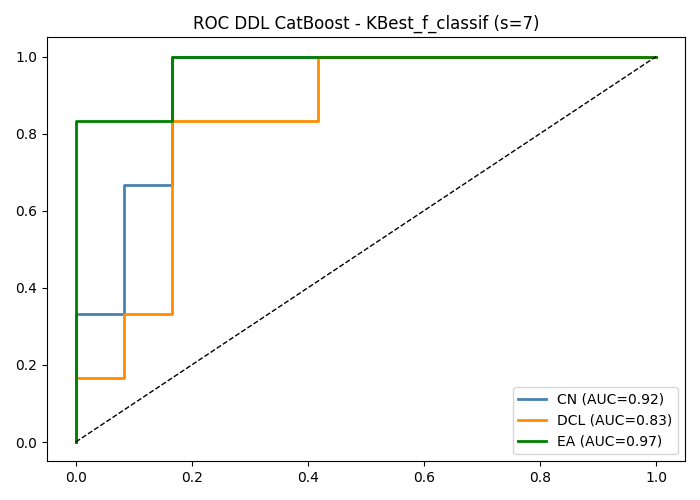 ROC DDL CatBoost - KBest_f_classif (s=7)
1.0
0.8
0.6
0.4
0.2
0.0
0.0 0.2 0.4 0.6 0.8 1.0
CN (AUC=0.92)
DCL (AUC=0.83)
EA (AUC=0.97)